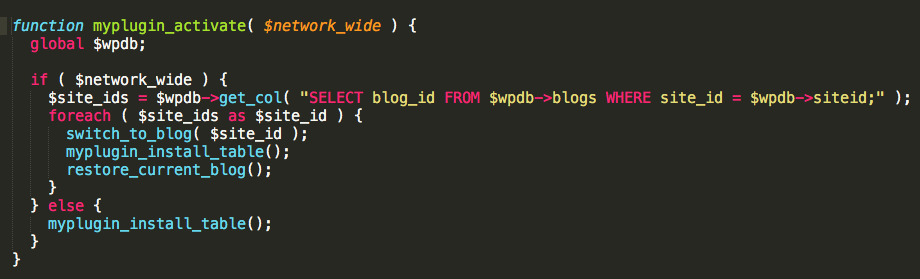 function myplugin_activate( $network_wide ) {
  global $wpdb;

  if ( $network_wide ) {
    $site_ids = $wpdb->get_col( "SELECT blog_id FROM $wpdb->blogs WHERE site_id = $wpdb->siteid;" );
    foreach ( $site_ids as $site_id ) {
      switch_to_blog( $site_id );
      myplugin_install_table();
      restore_current_blog();
    }
  } else {
    myplugin_install_table();
  }
}